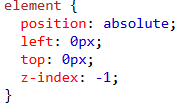 element {
  position: absolute;
  left: 0px;
  top: 0px;
  z-index: -1;
}